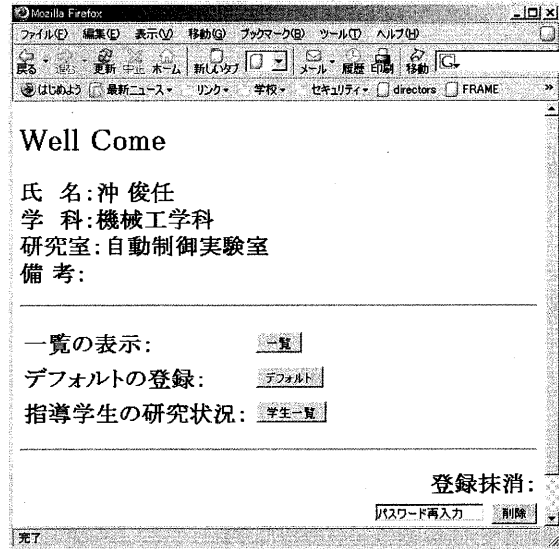 Mozilla Firefox
ファイル(F) 編集(E) 表示(V) 移動(G) ブックマーク(B) ツール(T) ヘルプ(H)
戻る 進む 更新 中止 ホーム 新しいタブ メール 履歴 印刷 移動 G
はじめよう 最新ニュース リンク 学校 セキュリティ directors FRAME »
Well Come
氏 名:沖 俊任
学 科:機械工学科
研究室:自動制御実験室
備 考:
一覧の表示: 一覧
デフォルトの登録: デフォルト
指導学生の研究状況: 学生一覧
登録抹消:
パスワード再入力 削除
完了